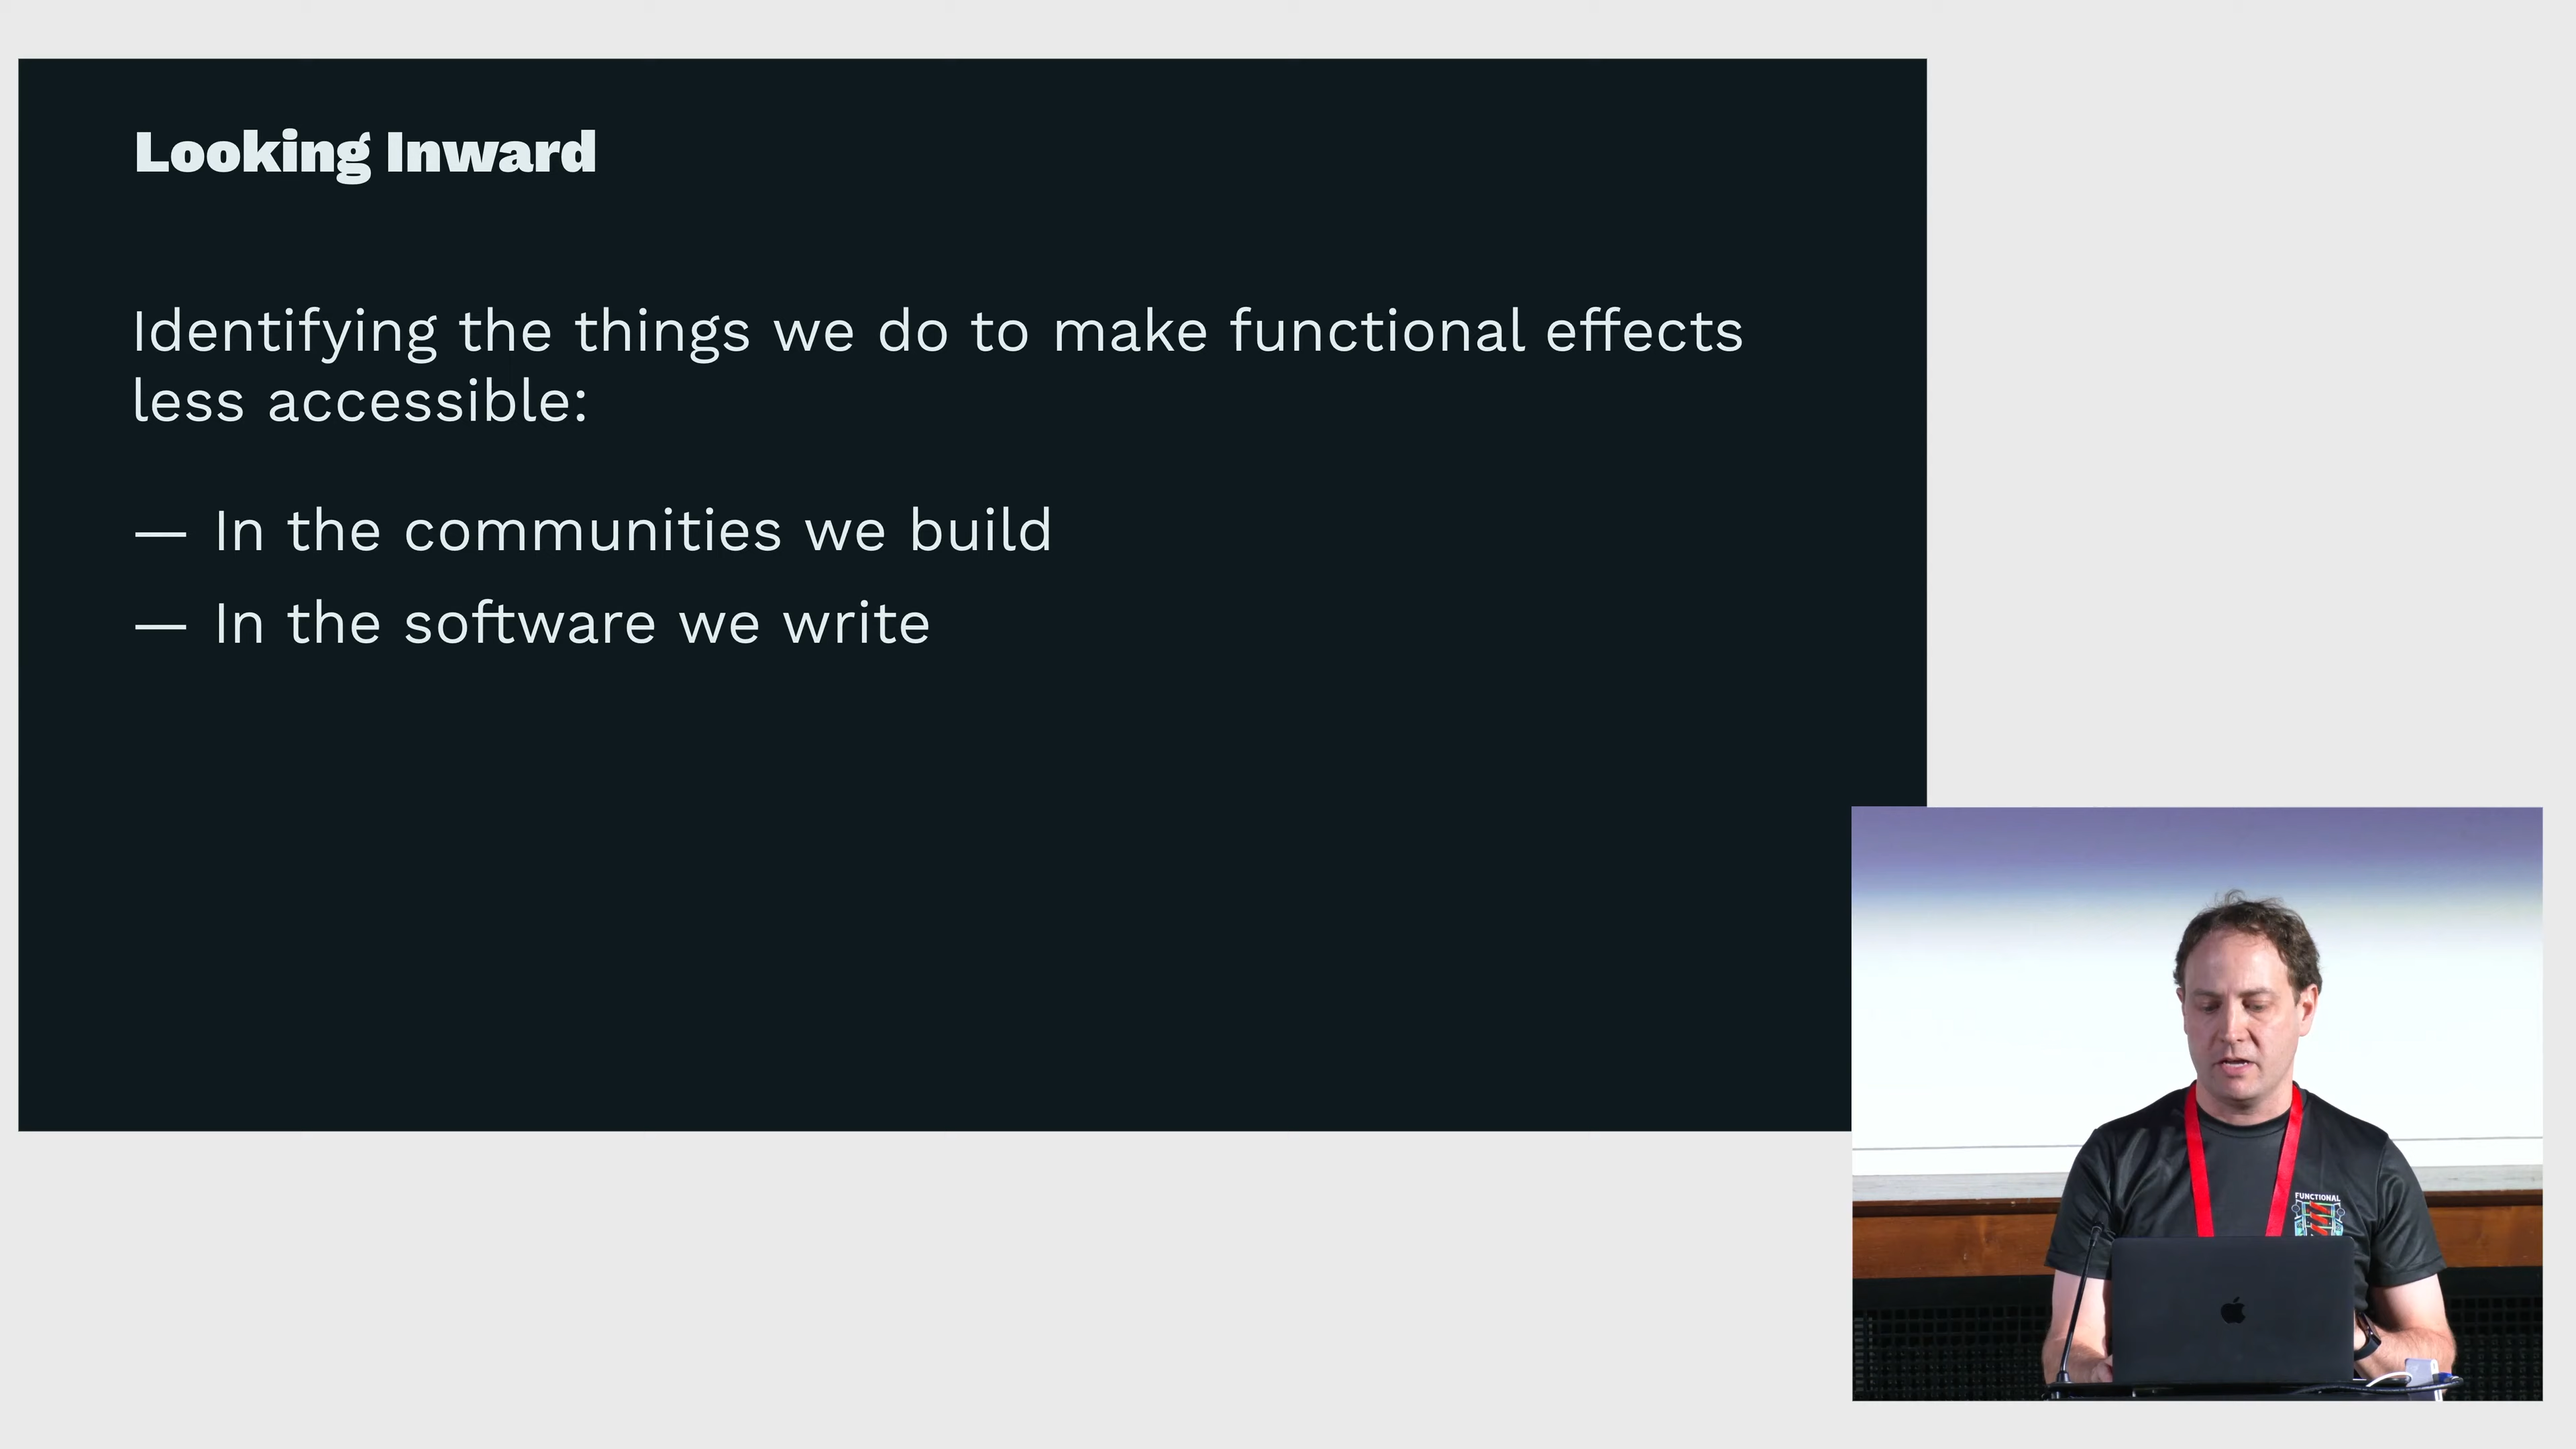 Looking Inward
Identifying the things we do to make functional effects
less accessible:
— In the communities we build
— In the software we write
FUNCTIONAL